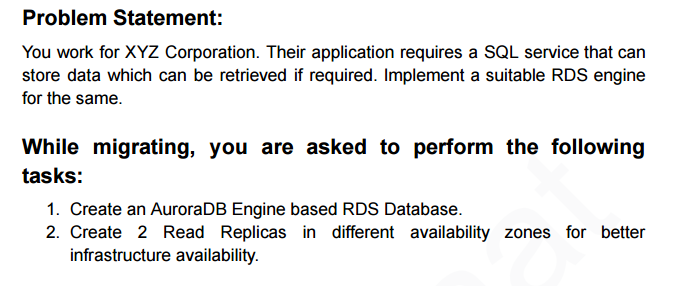 Problem Statement:
You work for XYZ Corporation. Their application requires a SQL service that can
store data which can be retrieved if required. Implement a suitable RDS engine
for the same.
While migrating, you are asked to perform the following
tasks:
1. Create an AuroraDB Engine based RDS Database.
2. Create 2 Read Replicas in different availability zones for better
infrastructure availability.